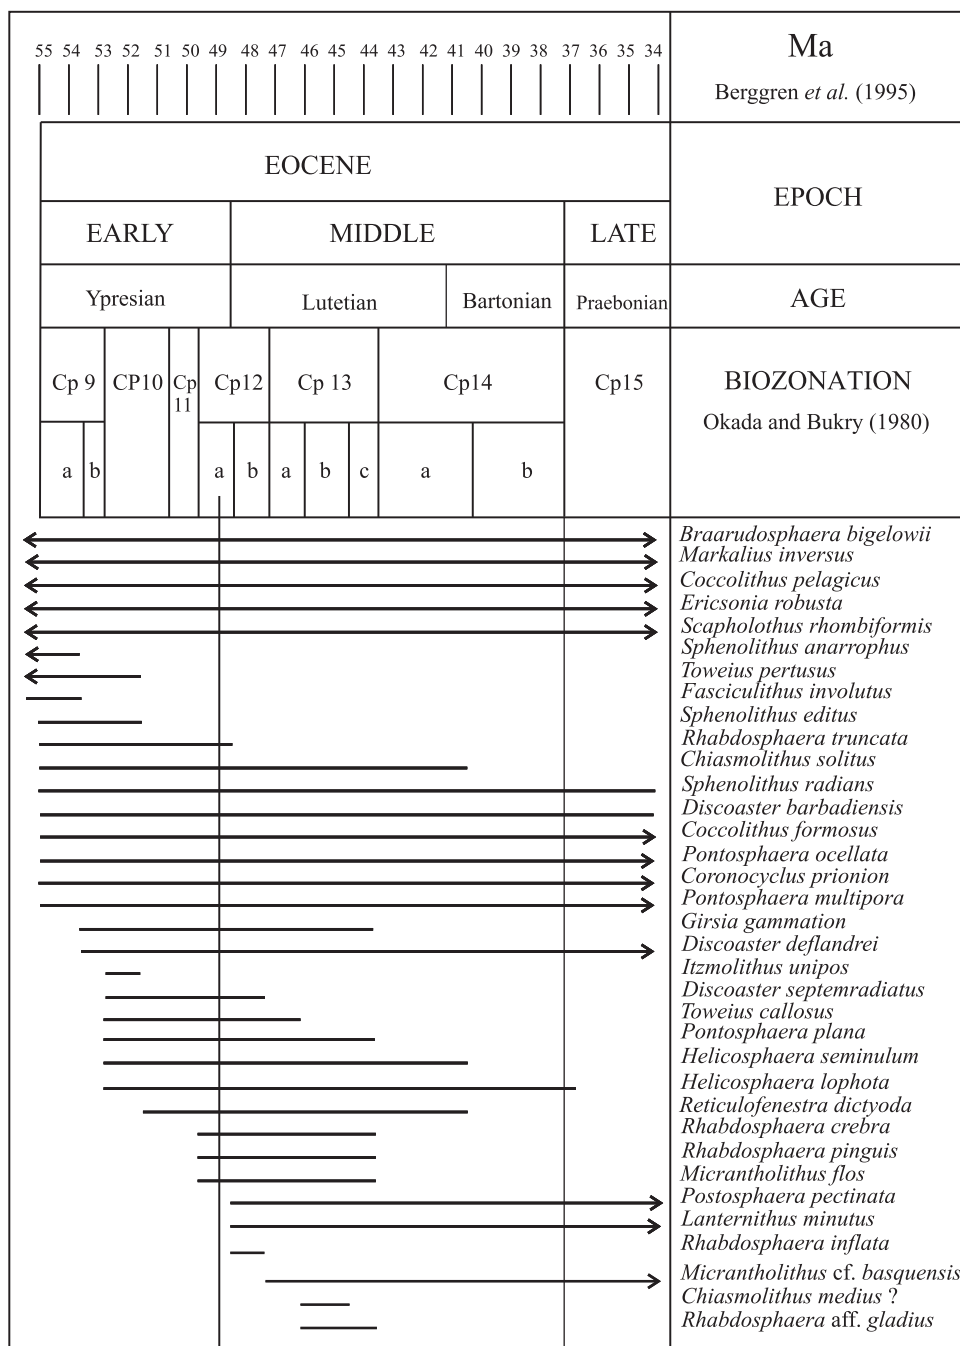 55 54 53 52 51 50 49 48 47 46 45 44 43 42 41 40 39 38 37 36 35 34
Ma
Berggren et al. (1995)
EOCENE
EPOCH
EARLY MIDDLE LATE
Ypresian Lutetian Bartonian Praebonian
AGE
Cp 9 CP10 Cp 11 Cp12 Cp 13 Cp14 Cp15
BIOZONATION
Okada and Bukry (1980)
a b a b a b c a b
Braarudosphaera bigelowii
Markalius inversus
Coccolithus pelagicus
Ericsonia robusta
Scapholothus rhombiformis
Sphenolithus anarrophus
Toweius pertusus
Fasciculithus involutus
Sphenolithus editus
Rhabdosphaera truncata
Chiasmolithus solitus
Sphenolithus radians
Discoaster barbadiensis
Coccolithus formosus
Pontosphaera ocellata
Coronocyclus prionion
Pontosphaera multipora
Girsia gammation
Discoaster deflandrei
Itzmolithus unipos
Discoaster septemradiatus
Toweius callosus
Pontosphaera plana
Helicosphaera seminulum
Helicosphaera lophota
Reticulofenestra dictyoda
Rhabdosphaera crebra
Rhabdosphaera pinguis
Micrantholithus flos
Postosphaera pectinata
Lanternithus minutus
Rhabdosphaera inflata
Micrantholithus cf. basquensis
Chiasmolithus medius ?
Rhabdosphaera aff. gladius